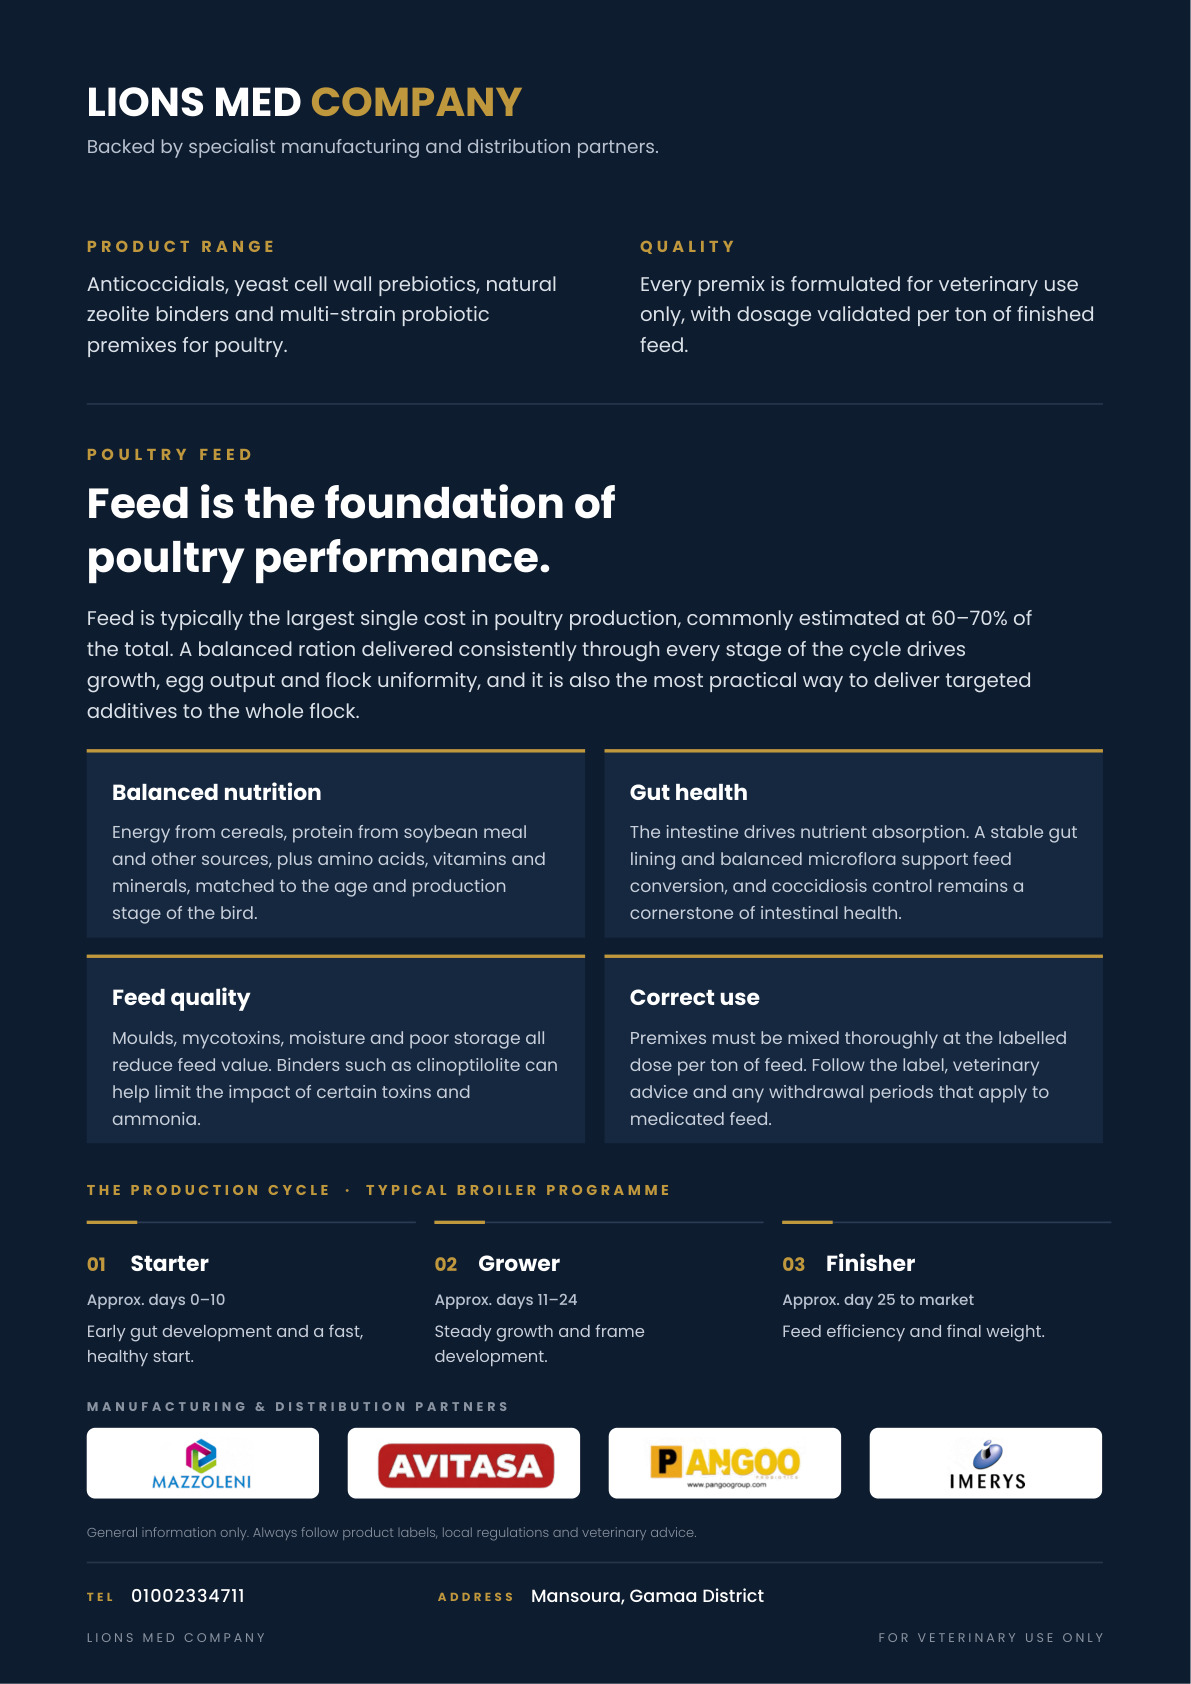 LIONS MED COMPANY
Backed by specialist manufacturing and distribution partners.
PRODUCT RANGE
Anticoccidials, yeast cell wall prebiotics, natural
zeolite binders and multi-strain probiotic
premixes for poultry.
QUALITY
Every premix is formulated for veterinary use
only, with dosage validated per ton of finished
feed.
POULTRY FEED
Feed is the foundation of
poultry performance.
Feed is typically the largest single cost in poultry production, commonly estimated at 60–70% of
the total. A balanced ration delivered consistently through every stage of the cycle drives
growth, egg output and flock uniformity, and it is also the most practical way to deliver targeted
additives to the whole flock.
Balanced nutrition
Energy from cereals, protein from soybean meal
and other sources, plus amino acids, vitamins and
minerals, matched to the age and production
stage of the bird.
Gut health
The intestine drives nutrient absorption. A stable gut
lining and balanced microflora support feed
conversion, and coccidiosis control remains a
cornerstone of intestinal health.
Feed quality
Moulds, mycotoxins, moisture and poor storage all
reduce feed value. Binders such as clinoptilolite can
help limit the impact of certain toxins and
ammonia.
Correct use
Premixes must be mixed thoroughly at the labelled
dose per ton of feed. Follow the label, veterinary
advice and any withdrawal periods that apply to
medicated feed.
THE PRODUCTION CYCLE · TYPICAL BROILER PROGRAMME
01 Starter
Approx. days 0–10
Early gut development and a fast,
healthy start.
02 Grower
Approx. days 11–24
Steady growth and frame
development.
03 Finisher
Approx. day 25 to market
Feed efficiency and final weight.
MANUFACTURING & DISTRIBUTION PARTNERS
MAZZOLENI
AVITASA
PANGOO
PROBIOTICS
www.pangoogroup.com
IMERYS
General information only. Always follow product labels, local regulations and veterinary advice.
TEL 01002334711
ADDRESS Mansoura, Gamaa District
LIONS MED COMPANY
FOR VETERINARY USE ONLY